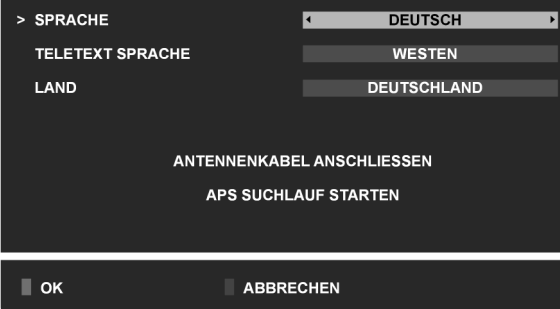 > SPRACHE DEUTSCH
TELETEXT SPRACHE WESTEN
LAND DEUTSCHLAND
ANTENNENKABEL ANSCHLIESSEN
APS SUCHLAUF STARTEN
OK ABBRECHEN